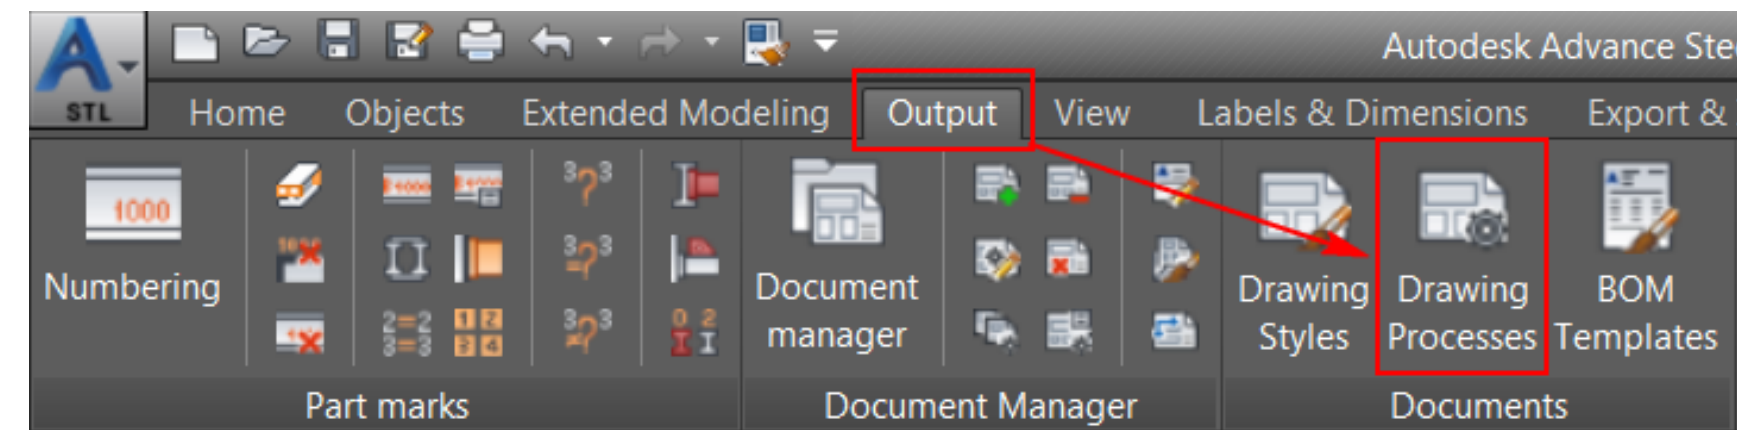 Autodesk Advance Ste
STL
Home Objects Extended Modeling Output View Labels & Dimensions Export &
1000
Numbering
Document
manager
Drawing
Styles
Drawing
Processes
BOM
Templates
Part marks Document Manager Documents